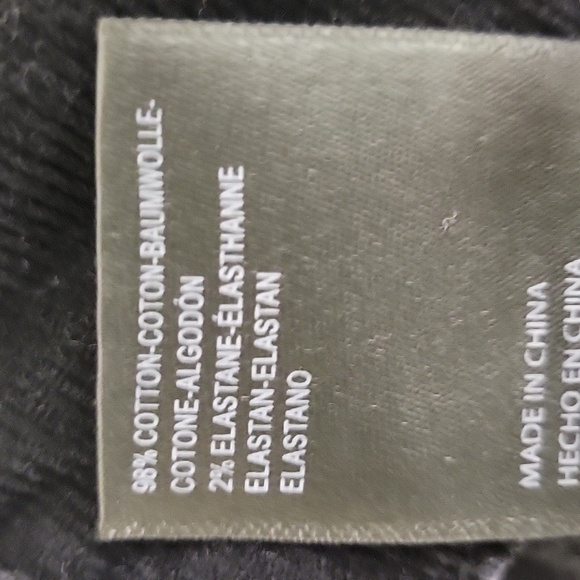 98% COTTON-COTON-BAUMWOLLE-
COTONE-ALGODÓN
2% ELASTANE-ÉLASTHANNE
ELASTAN-ELASTAN
ELASTANO
MADE IN CHINA
HECHO EN CHINA